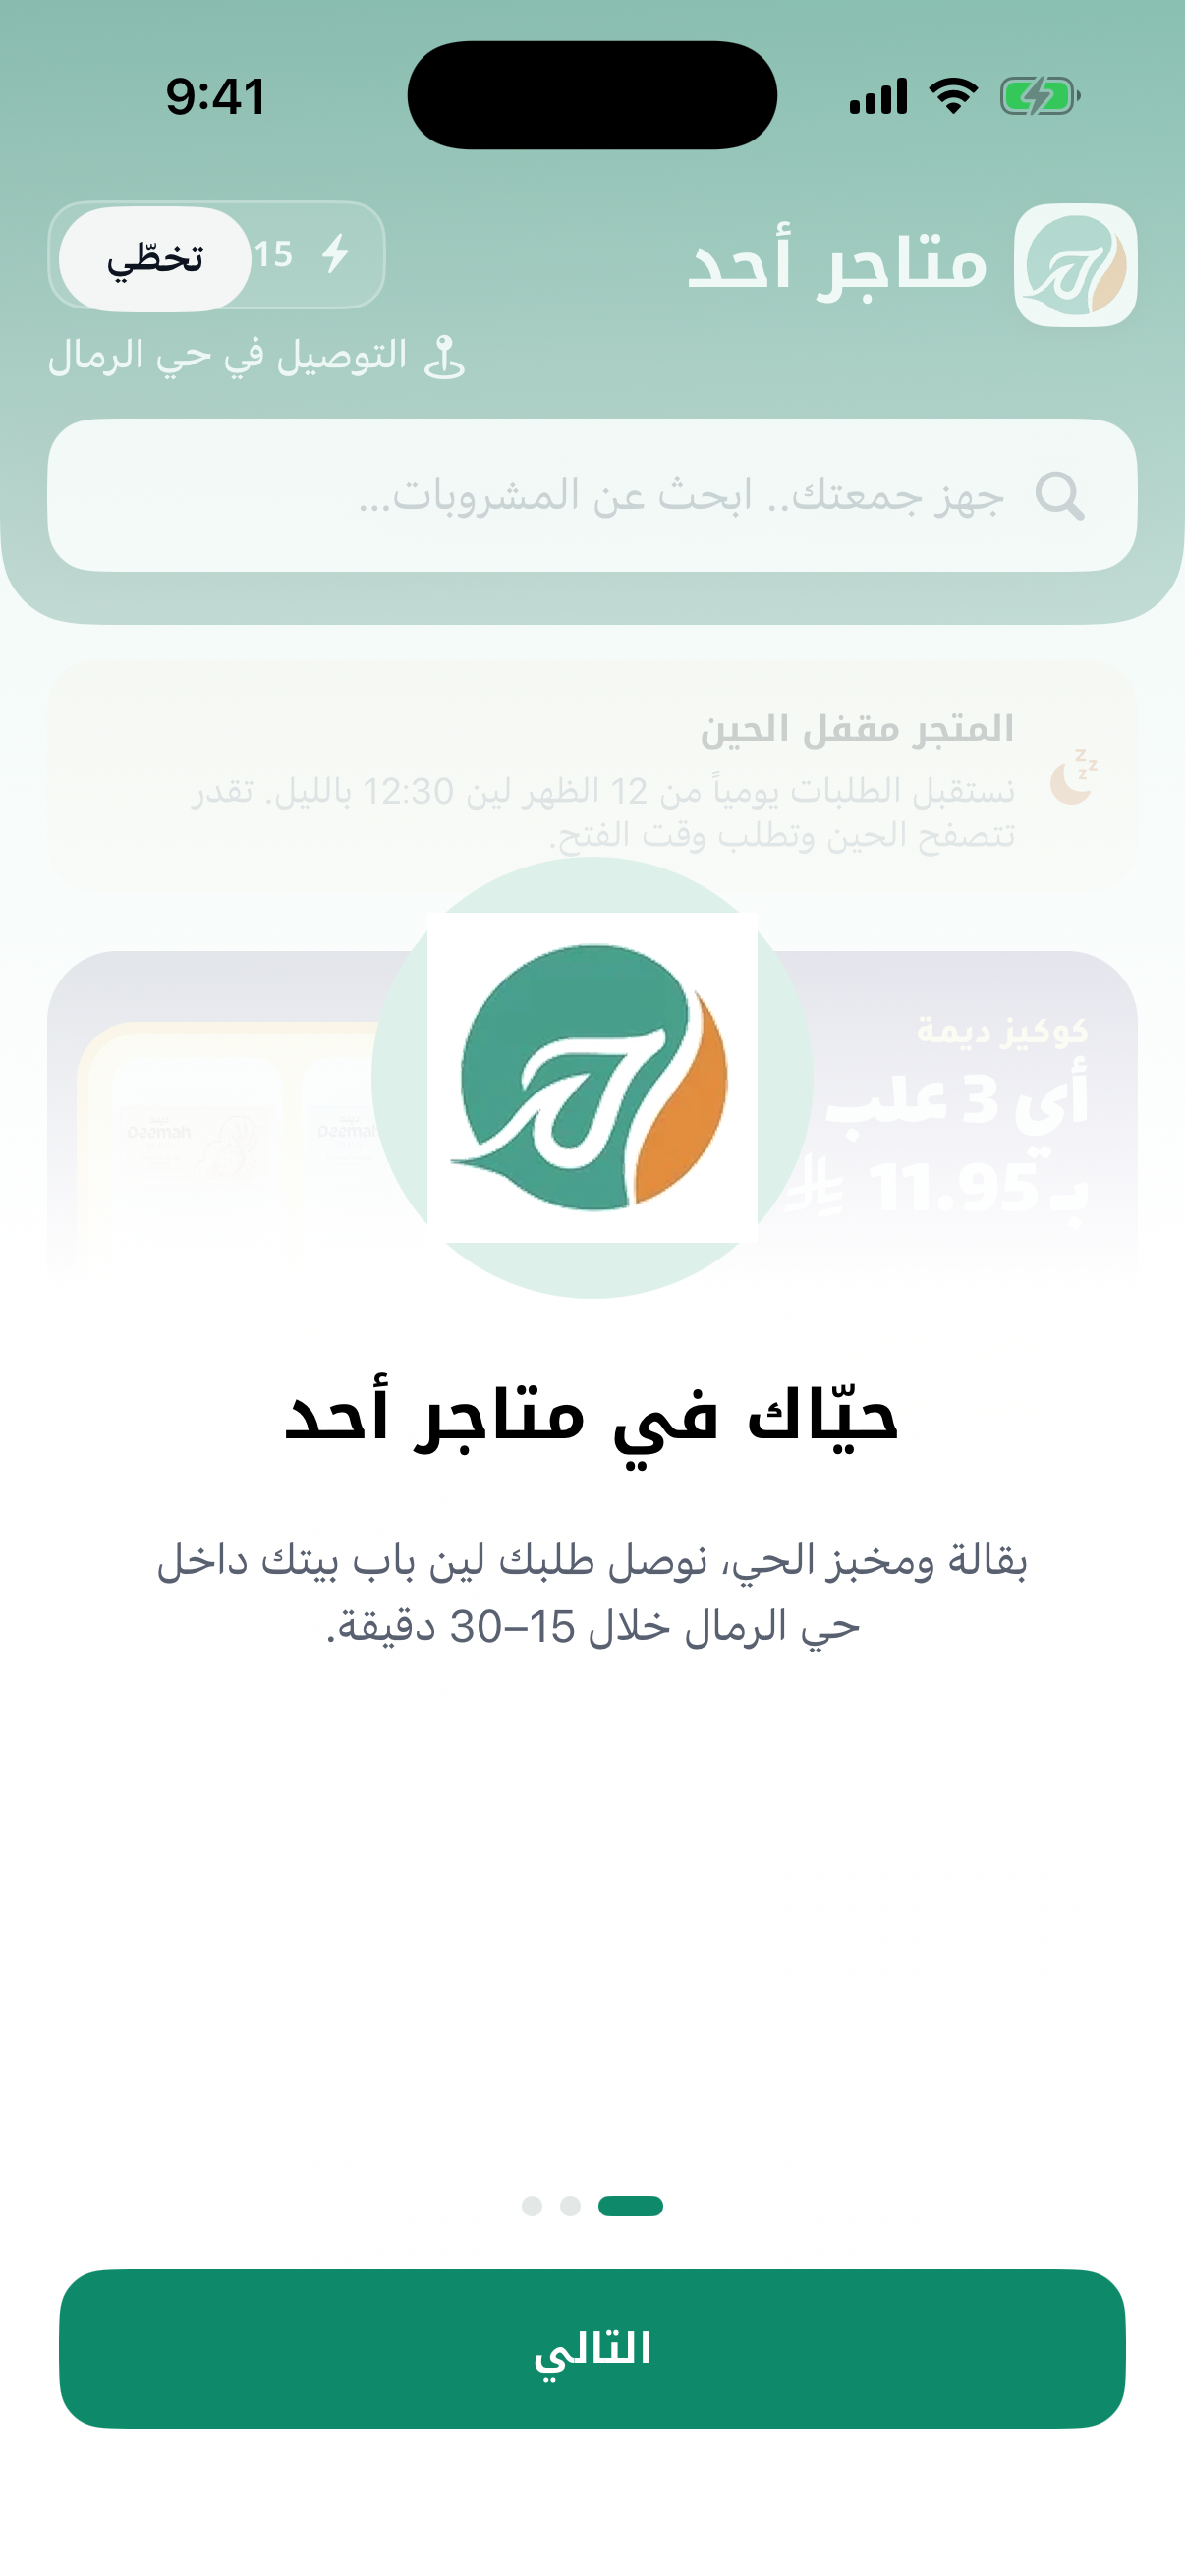 9:41
متاجر أحد
15
تخطّي
التوصيل في حي الرمال
جهز جمعتك.. ابحث عن المشروبات...
المتجر مقفل الحين
نستقبل الطلبات يومياً من 12 الظهر لين 12:30 بالليل. تقدر
تتصفح الحين وتطلب وقت الفتح.
كوكيز ديمة
أي 3 علب
بـ11.95
Deemah
Deemah
حيّاك في متاجر أحد
بقالة ومخبز الحي، نوصل طلبك لين باب بيتك داخل
حي الرمال خلال 15–30 دقيقة.
التالي